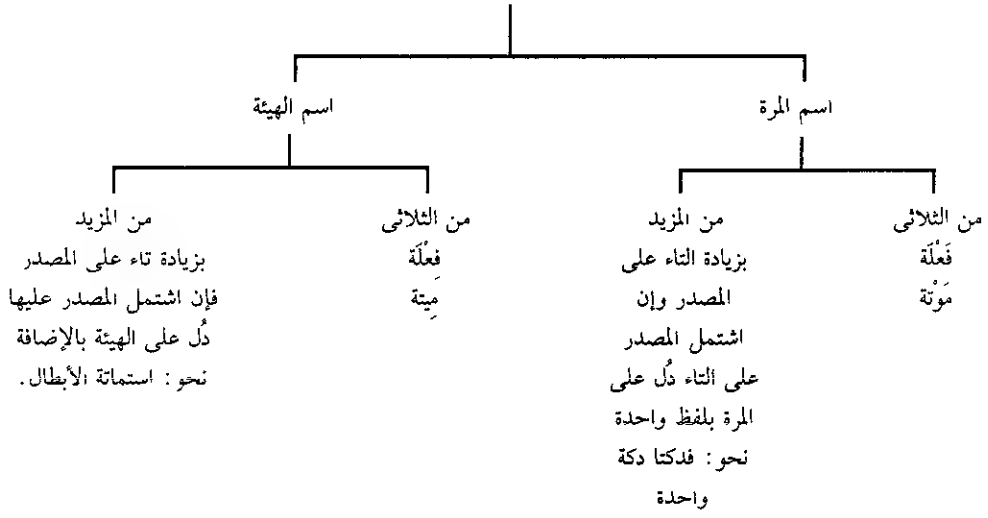 اسم المرة
من الثلاثى
فَعْلَة
مَوْتة
من المزيد
بزيادة التاء على
المصدر وإن
اشتمل المصدر
على التاء دُل على
المرة بلفظ واحدة
نحو : فدكتا دكة
واحدة
اسم الهيئة
من الثلاثى
فِعْلَة
مِيتة
من المزيد
بزيادة تاء على المصدر
فإن اشتمل المصدر عليها
دُل على الهيئة بالإضافة
نحو : استماتة الأبطال .